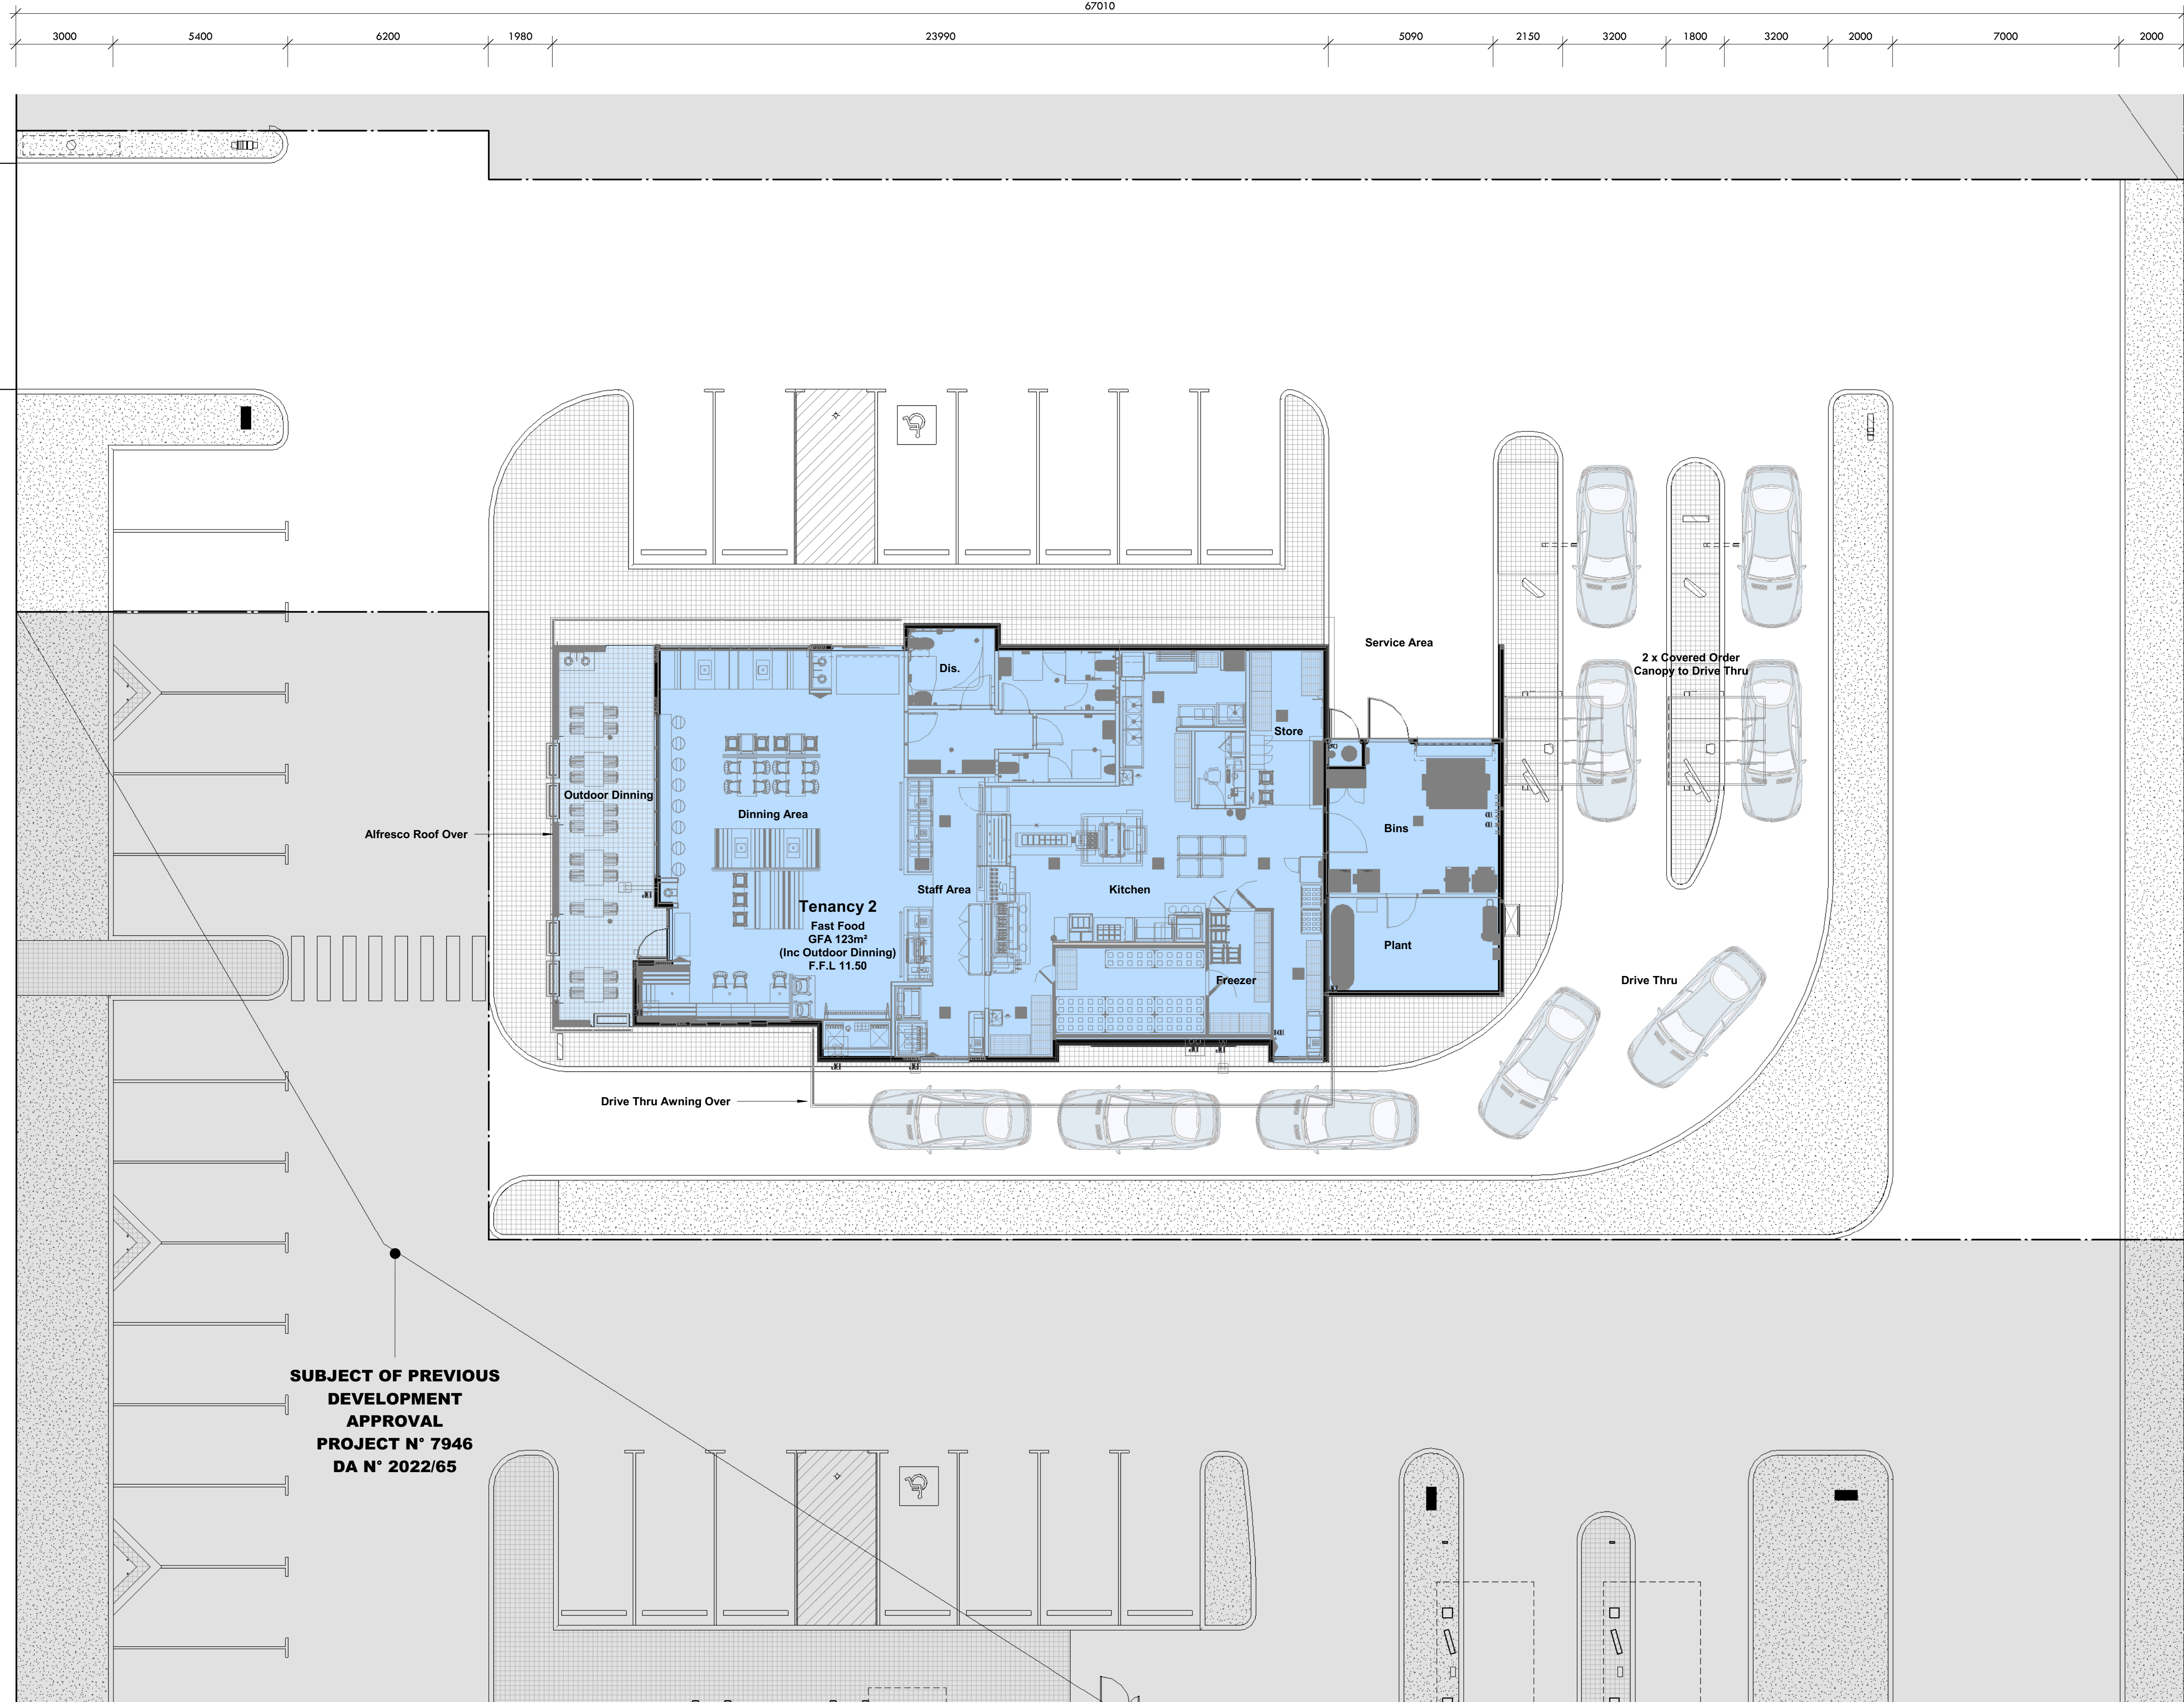 67010
3000 5400 6200 1980 23990 5090 2150 3200 1800 3200 2000 7000 2000
Service Area
2 x Covered Order
Canopy to Drive Thru
Dis.
Store
Outdoor Dinning
Dinning Area
Alfresco Roof Over
Bins
Staff Area
Kitchen
Tenancy 2
Fast Food
GFA 123m²
(Inc Outdoor Dinning)
F.F.L 11.50
Plant
Freezer
Drive Thru
Drive Thru Awning Over
SUBJECT OF PREVIOUS
DEVELOPMENT
APPROVAL
PROJECT N° 7946
DA N° 2022/65